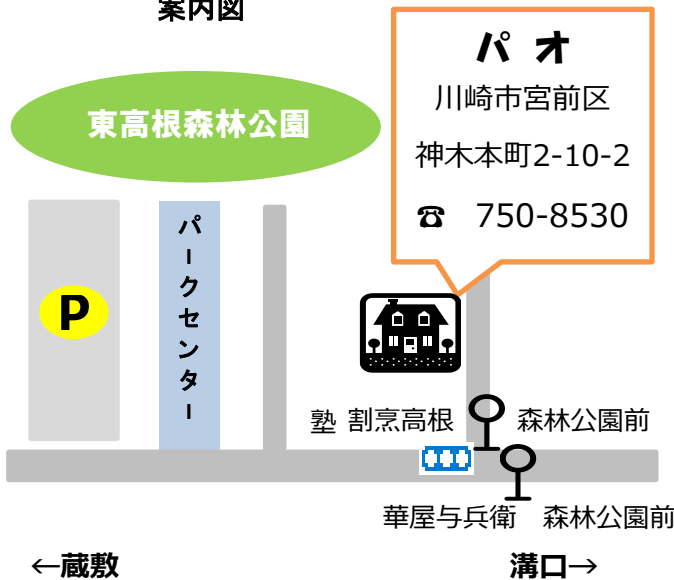 案内図
パオ
川崎市宮前区
神木本町2-10-2
☎ 750-8530
東高根森林公園
P
パークセンター
塾 割烹高根 森林公園前
華屋与兵衛 森林公園前
←蔵敷 溝口→